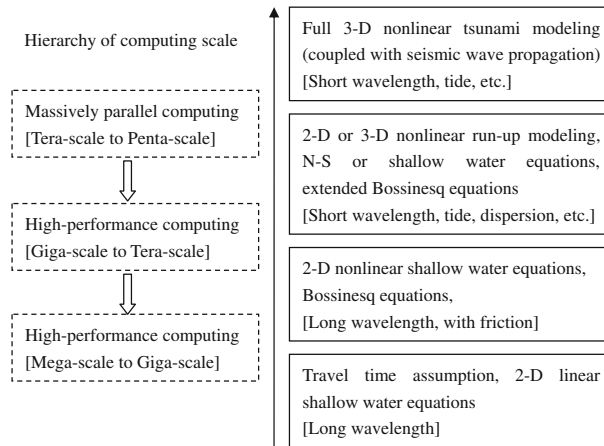 Hierarchy of computing scale
Massively parallel computing
[Tera-scale to Penta-scale]
High-performance computing
[Giga-scale to Tera-scale]
High-performance computing
[Mega-scale to Giga-scale]
Full 3-D nonlinear tsunami modeling
(coupled with seismic wave propagation)
[Short wavelength, tide, etc.]
2-D or 3-D nonlinear run-up modeling,
N-S or shallow water equations,
extended Bossinesq equations
[Short wavelength, tide, dispersion, etc.]
2-D nonlinear shallow water equations,
Bossinesq equations,
[Long wavelength, with friction]
Travel time assumption, 2-D linear
shallow water equations
[Long wavelength]